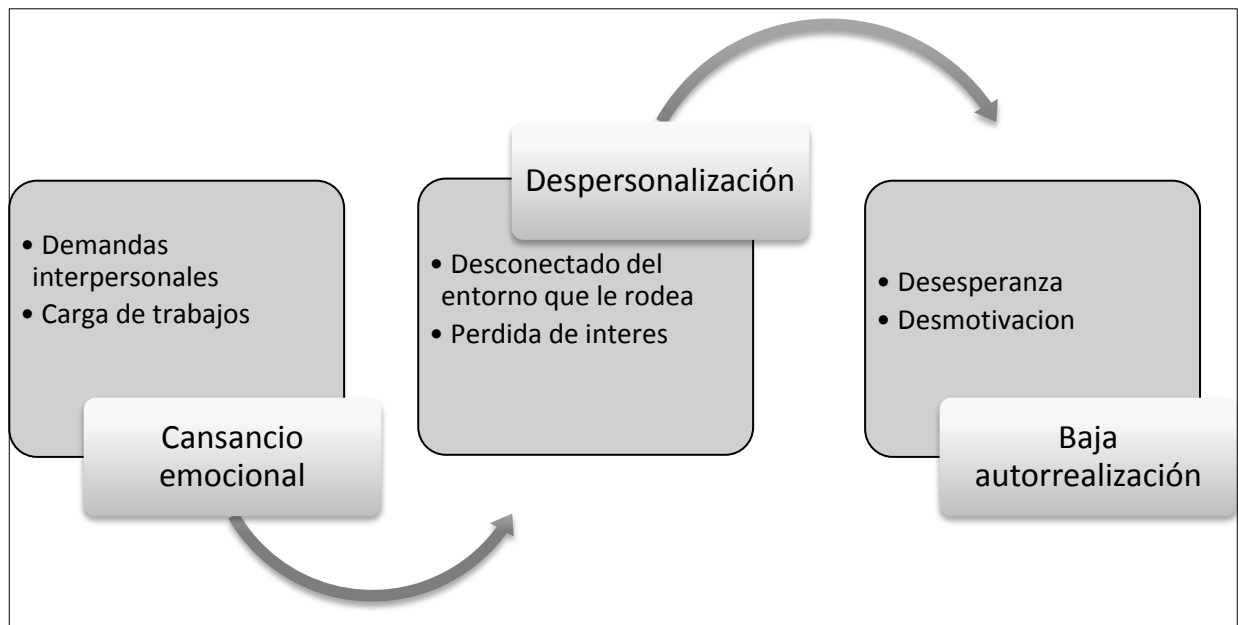 • Demandas
interpersonales
• Carga de trabajos
Cansancio
emocional
Despersonalización
• Desconectado del
entorno que le rodea
• Perdida de interes
• Desesperanza
• Desmotivacion
Baja
autorrealización